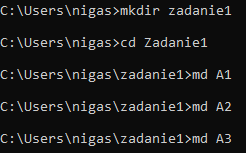 C:\Users\nigas>mkdir zadanie1
C:\Users\nigas>cd Zadanie1
C:\Users\nigas\zadanie1>md A1
C:\Users\nigas\zadanie1>md A2
C:\Users\nigas\zadanie1>md A3